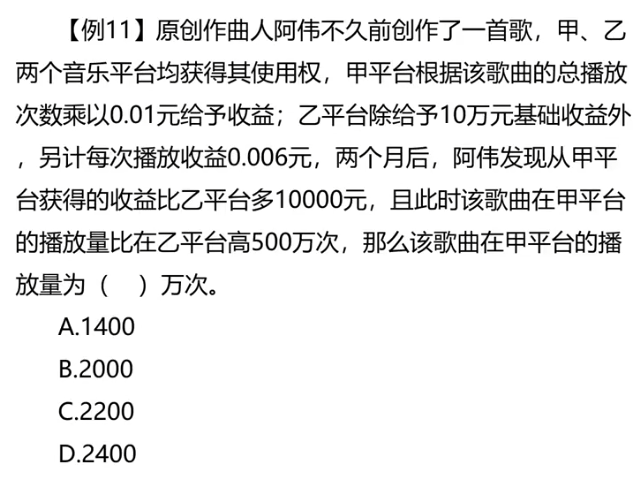 【例11】原创作曲人阿伟不久前创作了一首歌，甲、乙
两个音乐平台均获得其使用权，甲平台根据该歌曲的总播放
次数乘以0.01元给予收益；乙平台除给予10万元基础收益外
，另计每次播放收益0.006元，两个月后，阿伟发现从甲平
台获得的收益比乙平台多10000元，且此时该歌曲在甲平台
的播放量比在乙平台高500万次，那么该歌曲在甲平台的播
放量为（ ）万次。
A.1400
B.2000
C.2200
D.2400